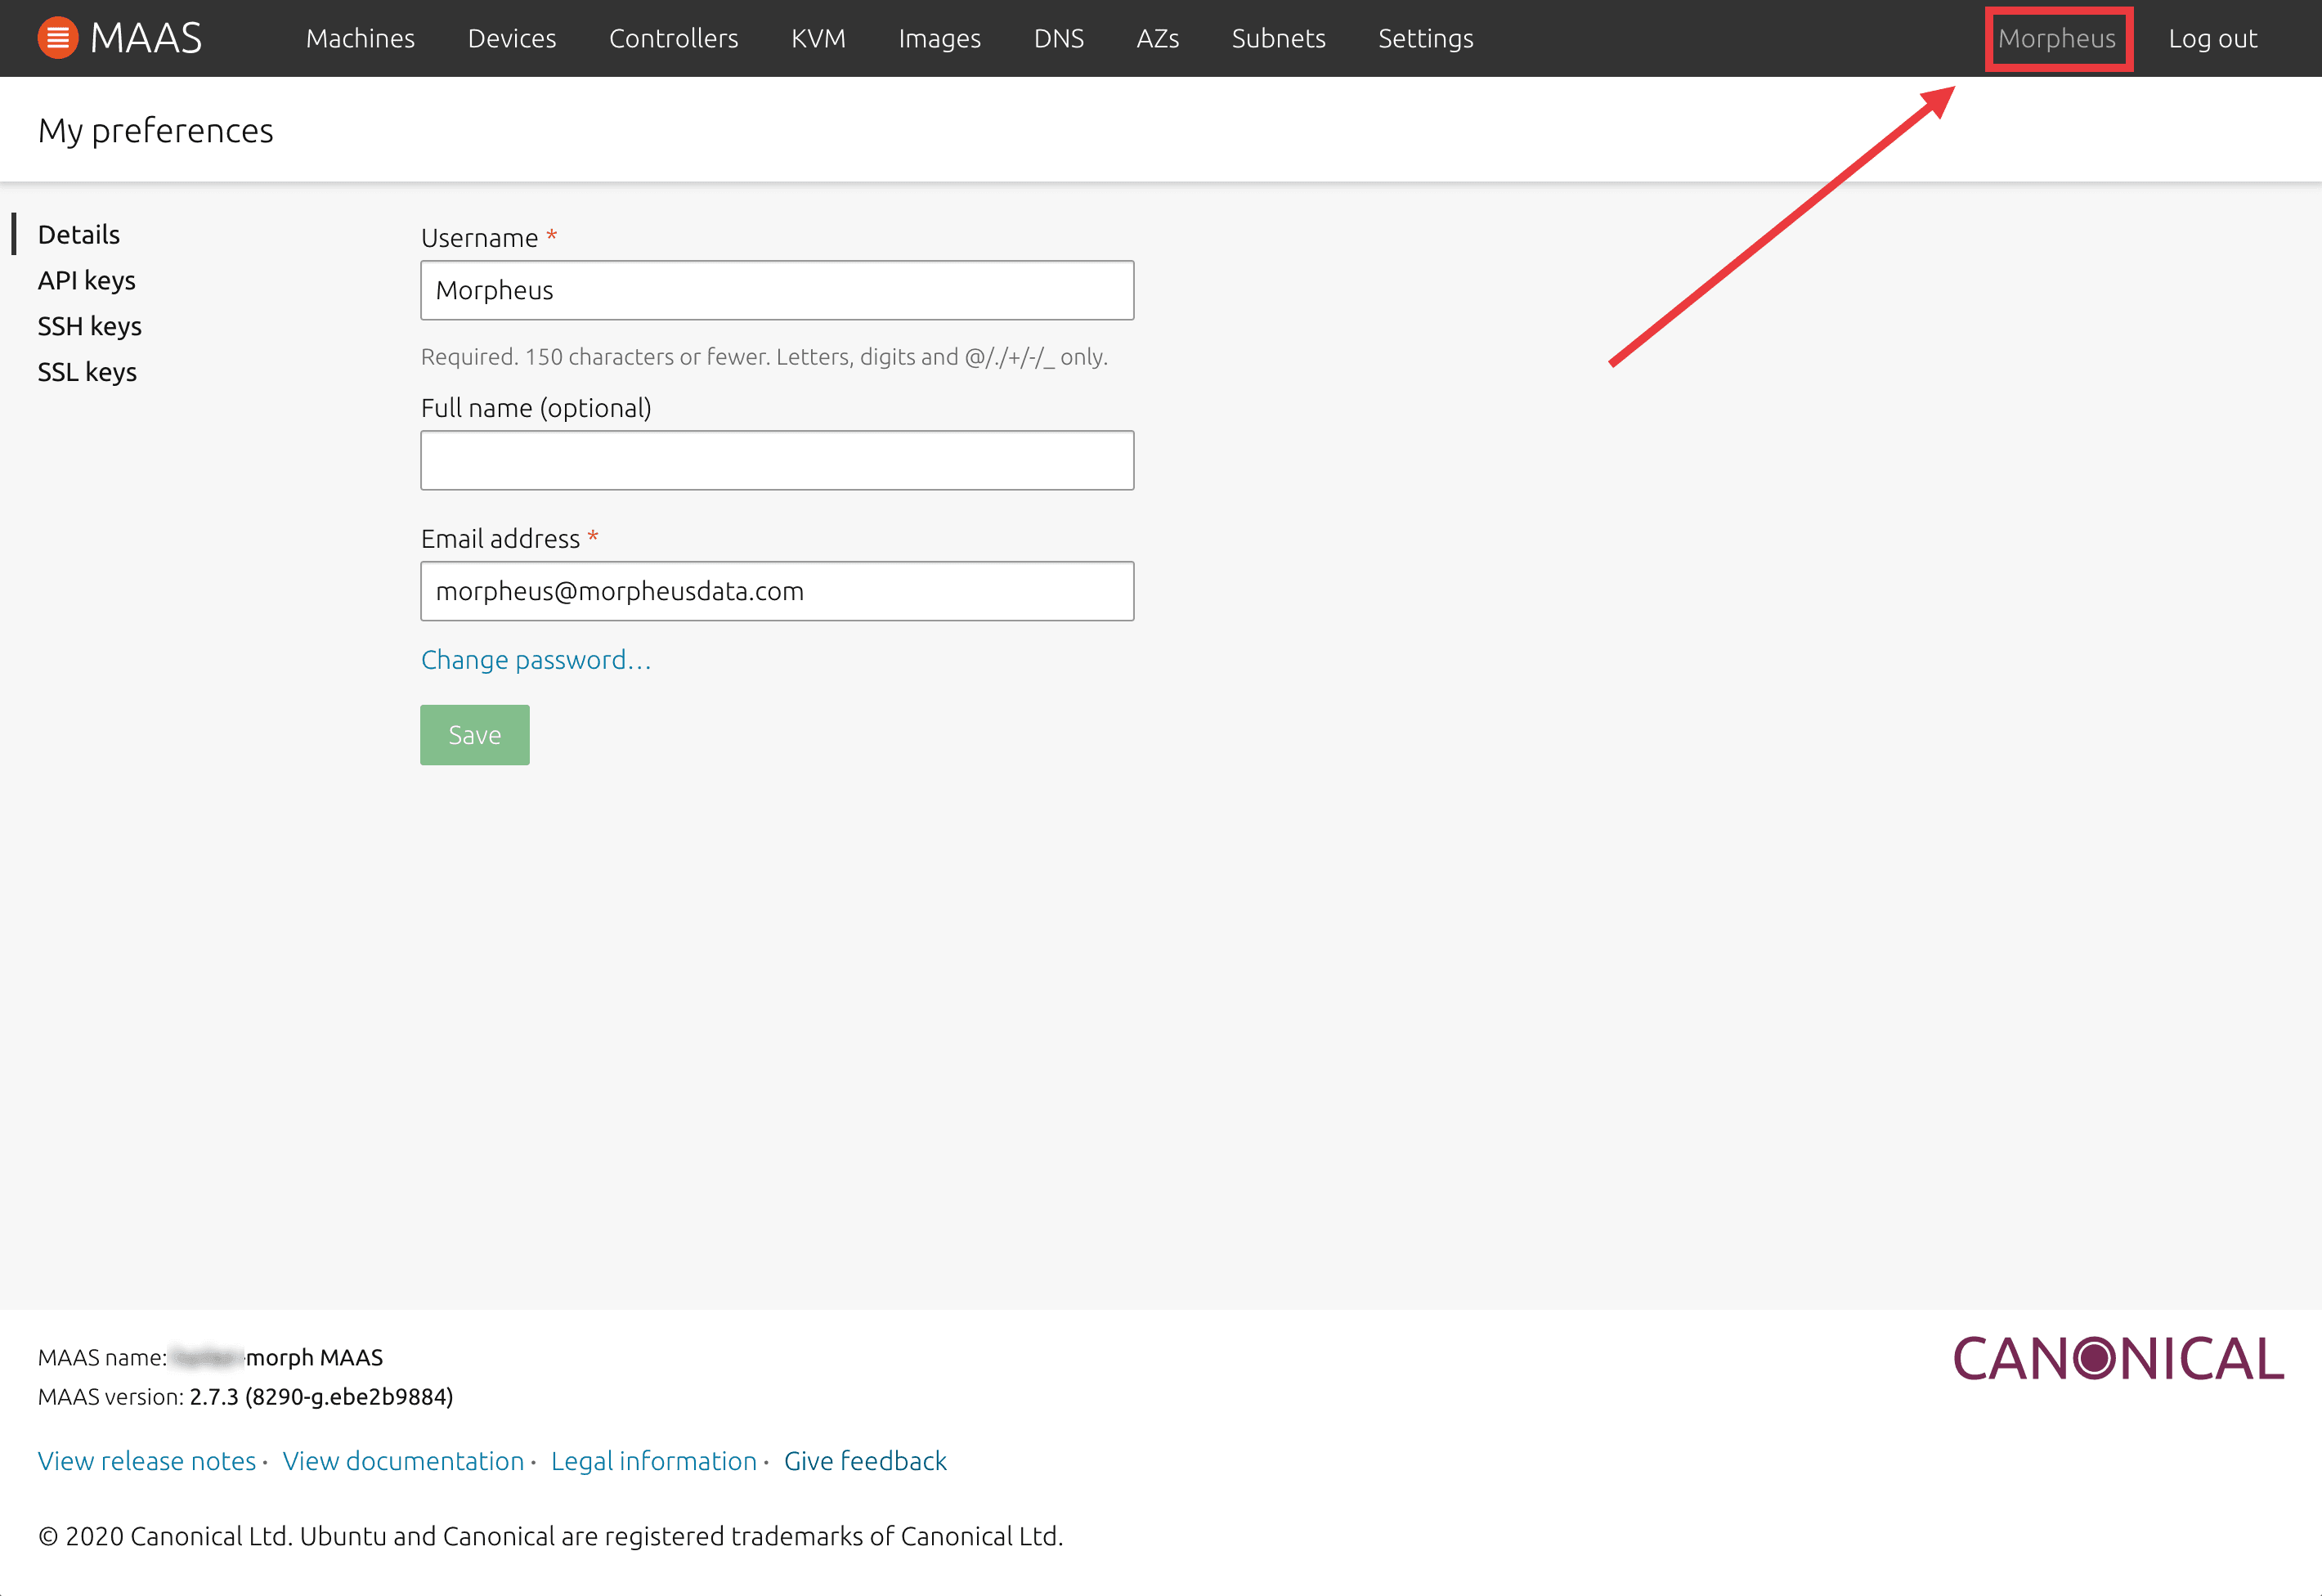 MAAS Machines Devices Controllers KVM Images DNS AZs Subnets Settings Morpheus Log out
My preferences
Details
API keys
SSH keys
SSL keys
Username *
Morpheus
Required. 150 characters or fewer. Letters, digits and @/./+/-/_ only.
Full name (optional)
Email address *
morpheus@morpheusdata.com
Change password…
Save
MAAS name: -morph MAAS
MAAS version: 2.7.3 (8290-g.ebe2b9884)
CANONICAL
View release notes · View documentation · Legal information · Give feedback
© 2020 Canonical Ltd. Ubuntu and Canonical are registered trademarks of Canonical Ltd.